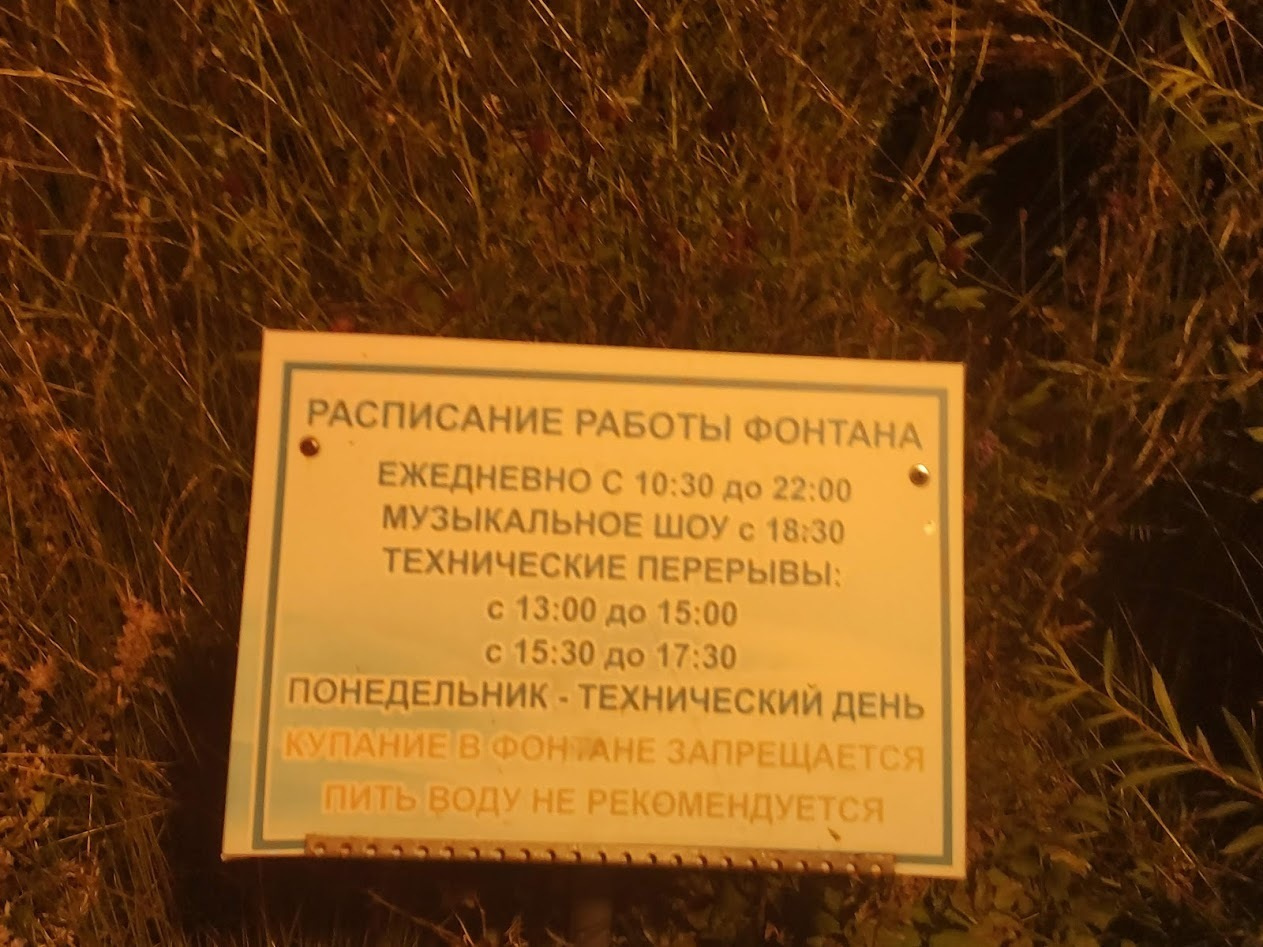 РАСПИСАНИЕ РАБОТЫ ФОНТАНА
ЕЖЕДНЕВНО С 10:30 до 22:00
МУЗЫКАЛЬНОЕ ШОУ с 18:30
ТЕХНИЧЕСКИЕ ПЕРЕРЫВЫ:
с 13:00 до 15:00
с 15:30 до 17:30
ПОНЕДЕЛЬНИК - ТЕХНИЧЕСКИЙ ДЕНЬ
КУПАНИЕ В ФОНТАНЕ ЗАПРЕЩАЕТСЯ
ПИТЬ ВОДУ НЕ РЕКОМЕНДУЕТСЯ